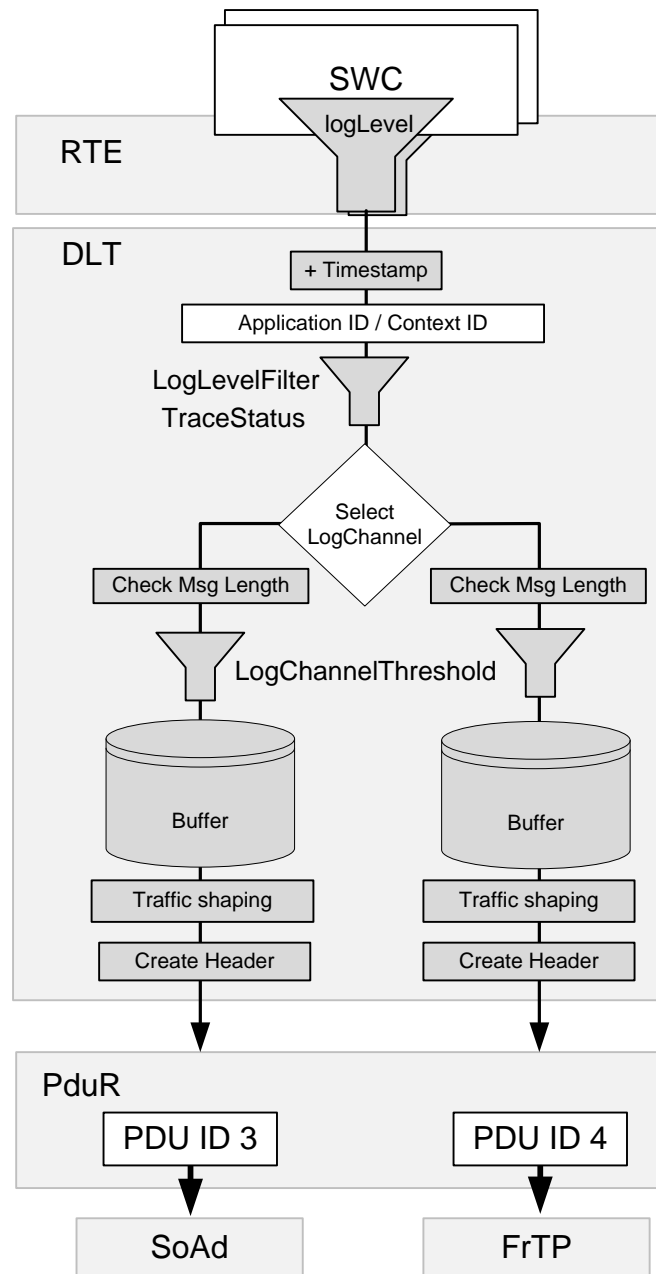 SWC
logLevel
RTE
DLT
+ Timestamp
Application ID / Context ID
LogLevelFilter
TraceStatus
Select
LogChannel
Check Msg Length
Check Msg Length
LogChannelThreshold
Buffer
Buffer
Traffic shaping
Traffic shaping
Create Header
Create Header
PduR
PDU ID 3
PDU ID 4
SoAd
FrTP